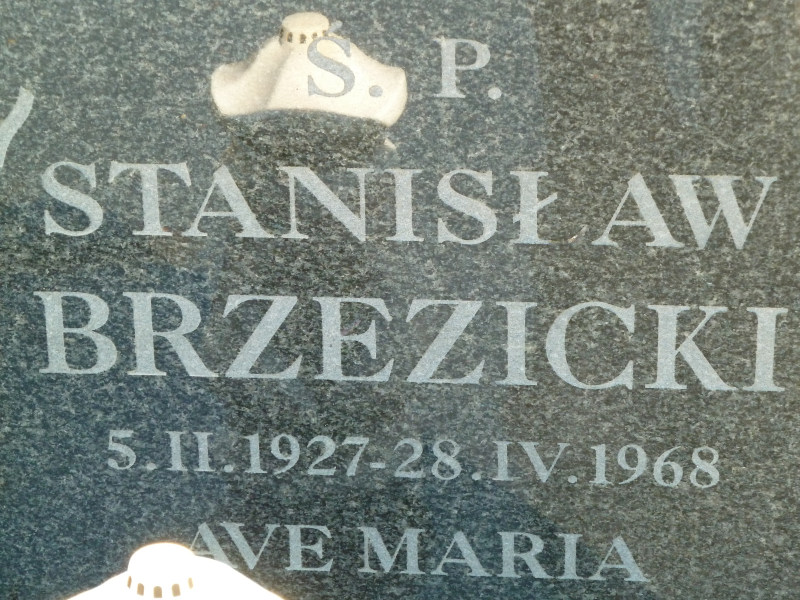 Ś. P.
STANISŁAW
BRZEZICKI
5.II.1927-28.IV.1968
AVE MARIA